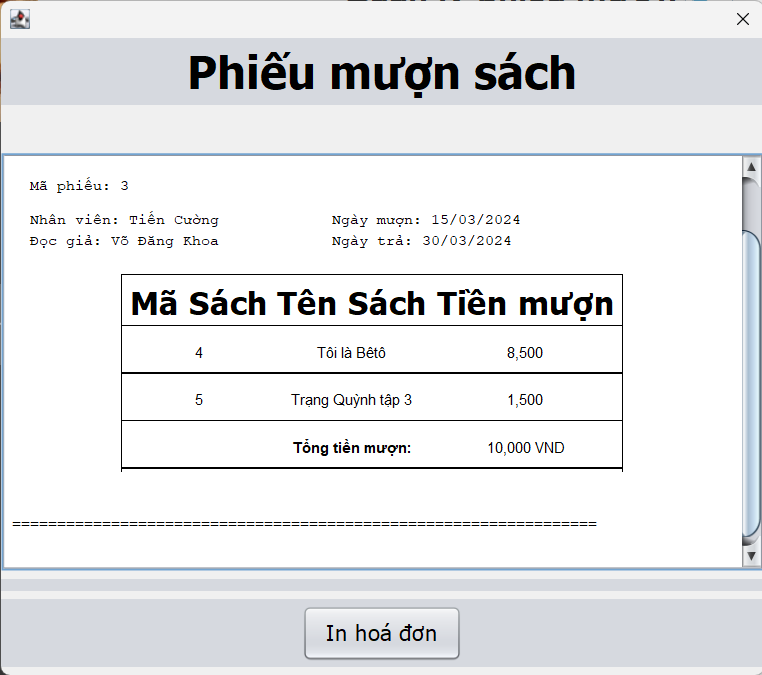 Phiếu mượn sách
Mã phiếu: 3
Nhân viên: Tiến Cường Ngày mượn: 15/03/2024
Đọc giả: Võ Đăng Khoa Ngày trả: 30/03/2024
Mã Sách Tên Sách Tiền mượn
4 Tôi là Bêtô 8,500
5 Trạng Quỳnh tập 3 1,500
Tổng tiền mượn: 10,000 VND
=================================================================
In hoá đơn